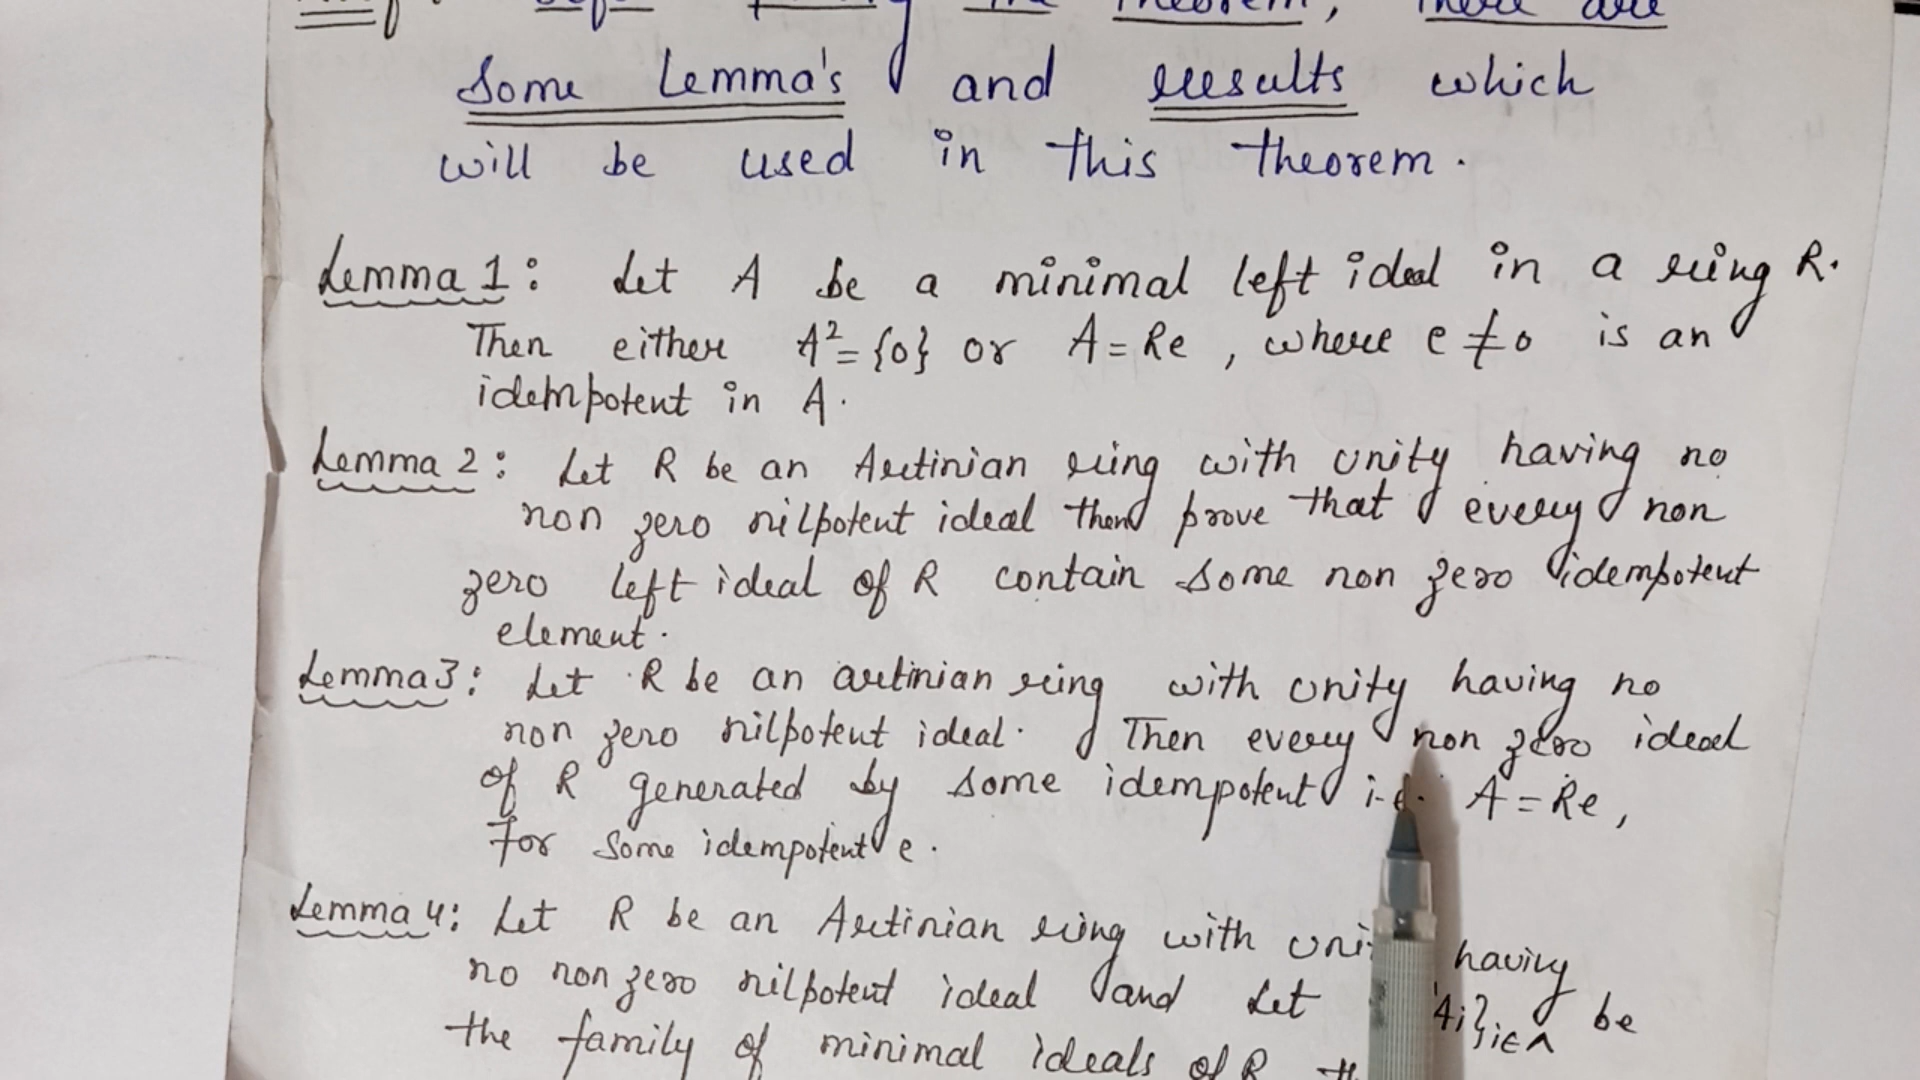 theorem, there are
Some Lemma's and results which
will be used in this theorem.
Lemma 1: Let A be a minimal left ideal in a ring R.
Then either A²={0} or A=Re, where e≠0 is an
idempotent in A.
Lemma 2: Let R be an Artinian ring with unity having no
non zero nilpotent ideal then prove that every non
zero left ideal of R contain some non zero idempotent
element.
Lemma 3: Let R be an artinian ring with unity having no
non zero nilpotent ideal. Then every non zero ideal
of R generated by some idempotent i.e. A=Re,
for some idempotent e.
Lemma 4: Let R be an Artinian ring with having
no non zero nilpotent ideal and Let Ai}i∈Λ be
the family of minimal ideals of R